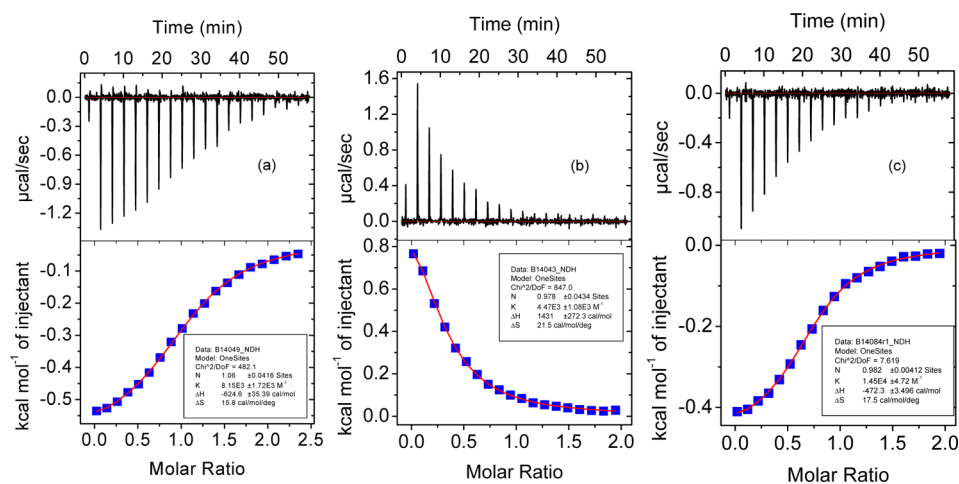 Time (min)
0 10 20 30 40 50
0.0
-0.3
-0.6
-0.9
-1.2
µcal/sec
(a)
-0.1
-0.2
-0.3
-0.4
-0.5
kcal mol⁻¹ of injectant
Data: B14049_NDH
Model: OneSites
Chi^2/DoF = 482.1
N 1.06 ±0.0416 Sites
K 8.15E3 ±1.72E3 M⁻¹
ΔH -624.6 ±35.39 cal/mol
ΔS 15.8 cal/mol/deg
0.0 0.5 1.0 1.5 2.0 2.5
Molar Ratio
Time (min)
0 10 20 30 40 50
1.6
1.2
0.8
0.4
0.0
µcal/sec
(b)
0.8
0.6
0.4
0.2
0.0
kcal mol⁻¹ of injectant
Data: B14043_NDH
Model: OneSites
Chi^2/DoF = 847.0
N 0.978 ±0.0434 Sites
K 4.47E3 ±1.08E3 M⁻¹
ΔH 1431 ±272.3 cal/mol
ΔS 21.5 cal/mol/deg
0.0 0.5 1.0 1.5 2.0
Molar Ratio
Time (min)
0 10 20 30 40 50
0.0
-0.4
-0.8
µcal/sec
(c)
0.0
-0.2
-0.4
kcal mol⁻¹ of injectant
Data: B14084r1_NDH
Model: OneSites
Chi^2/DoF = 7.619
N 0.982 ±0.00412 Sites
K 1.45E4 ±4.72 M⁻¹
ΔH -472.3 ±3.496 cal/mol
ΔS 17.5 cal/mol/deg
0.0 0.5 1.0 1.5 2.0
Molar Ratio